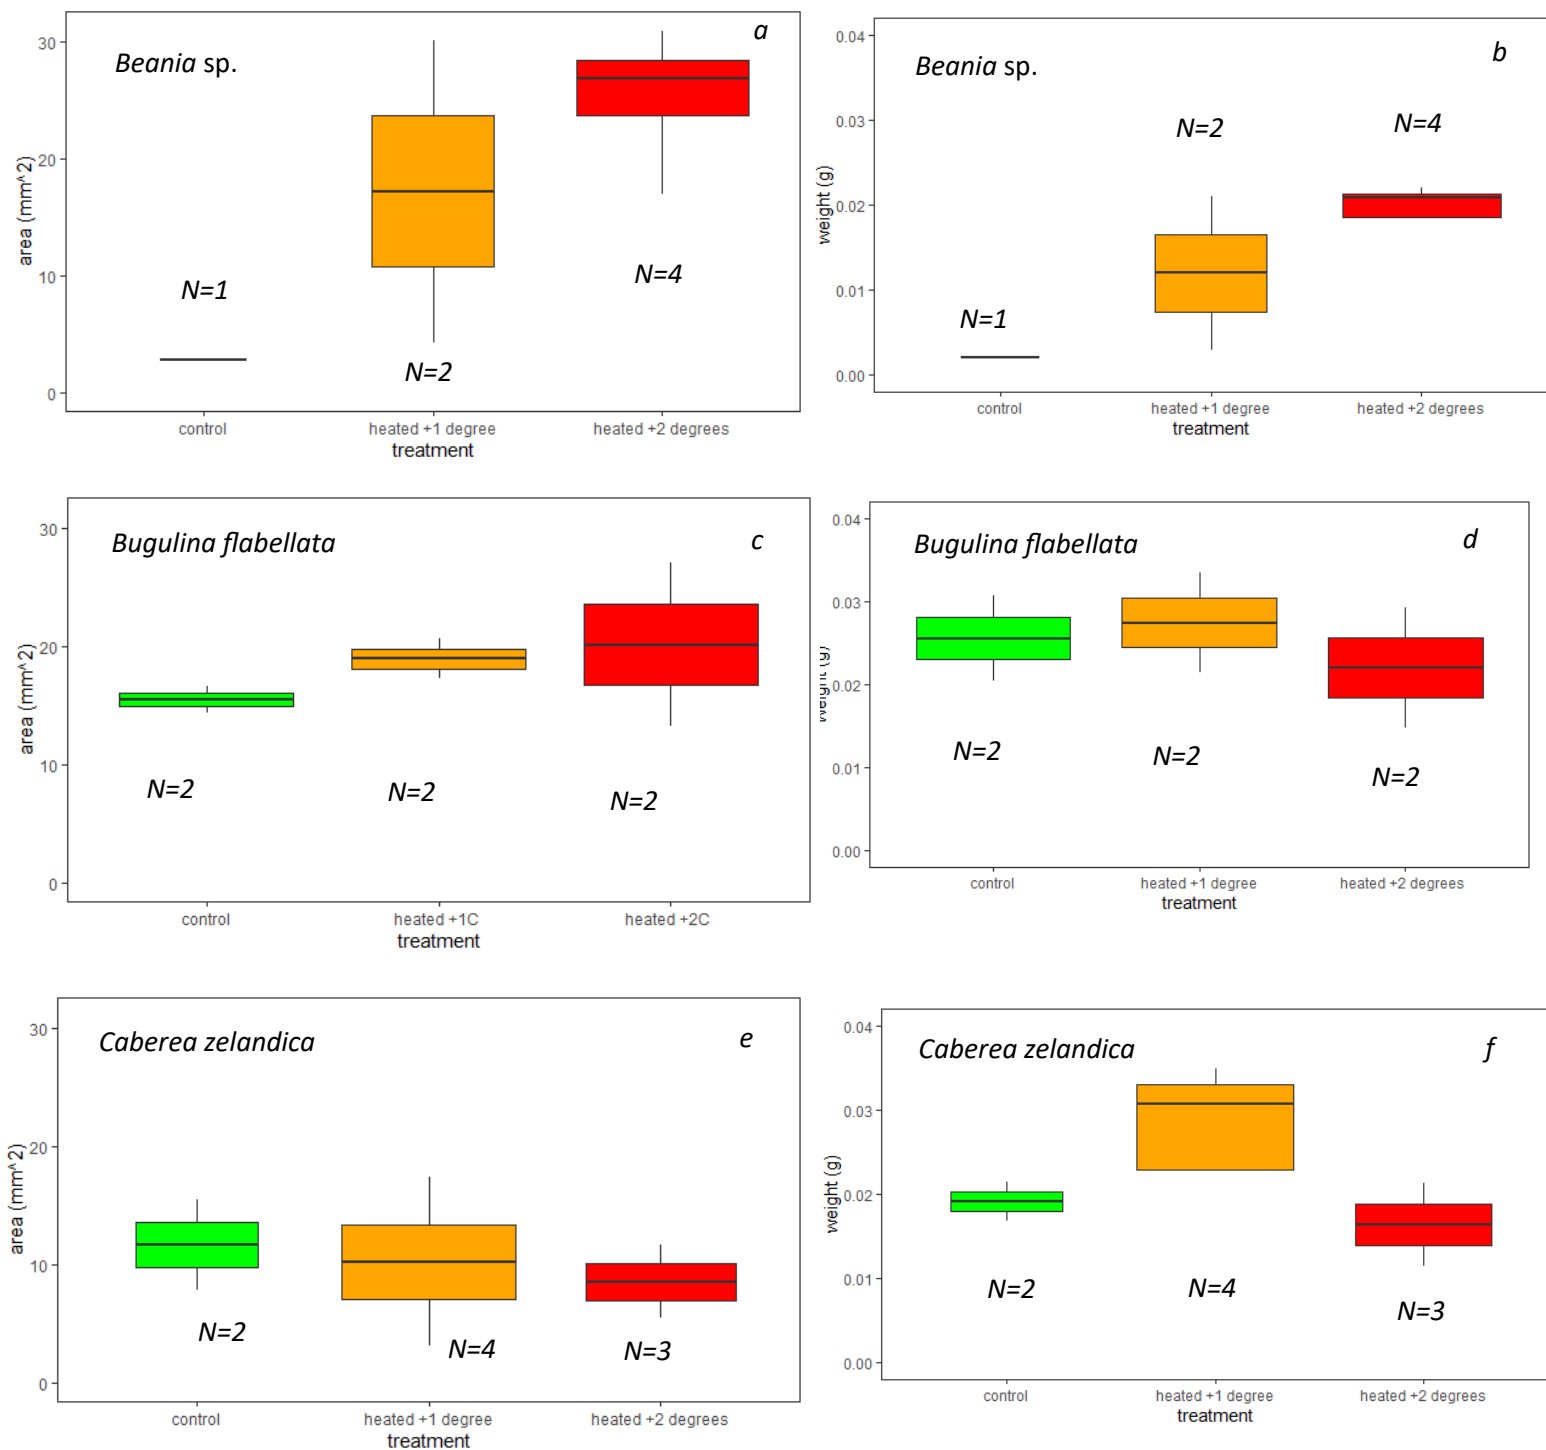 Beania sp.
a
area (mm^2)
30
20
10
0
N=1
N=2
N=4
control
heated +1 degree
heated +2 degrees
treatment
Beania sp.
b
weight (g)
0.04
0.03
0.02
0.01
0.00
N=1
N=2
N=4
control
heated +1 degree
heated +2 degrees
treatment
Bugulina flabellata
c
area (mm^2)
30
20
10
0
N=2
N=2
N=2
control
heated +1C
heated +2C
treatment
Bugulina flabellata
d
weight (g)
0.04
0.03
0.02
0.01
0.00
N=2
N=2
N=2
control
heated +1 degree
heated +2 degrees
treatment
Caberea zelandica
e
area (mm^2)
30
20
10
0
N=2
N=4
N=3
control
heated +1 degree
heated +2 degrees
treatment
Caberea zelandica
f
weight (g)
0.04
0.03
0.02
0.01
0.00
N=2
N=4
N=3
control
heated +1 degree
heated +2 degrees
treatment